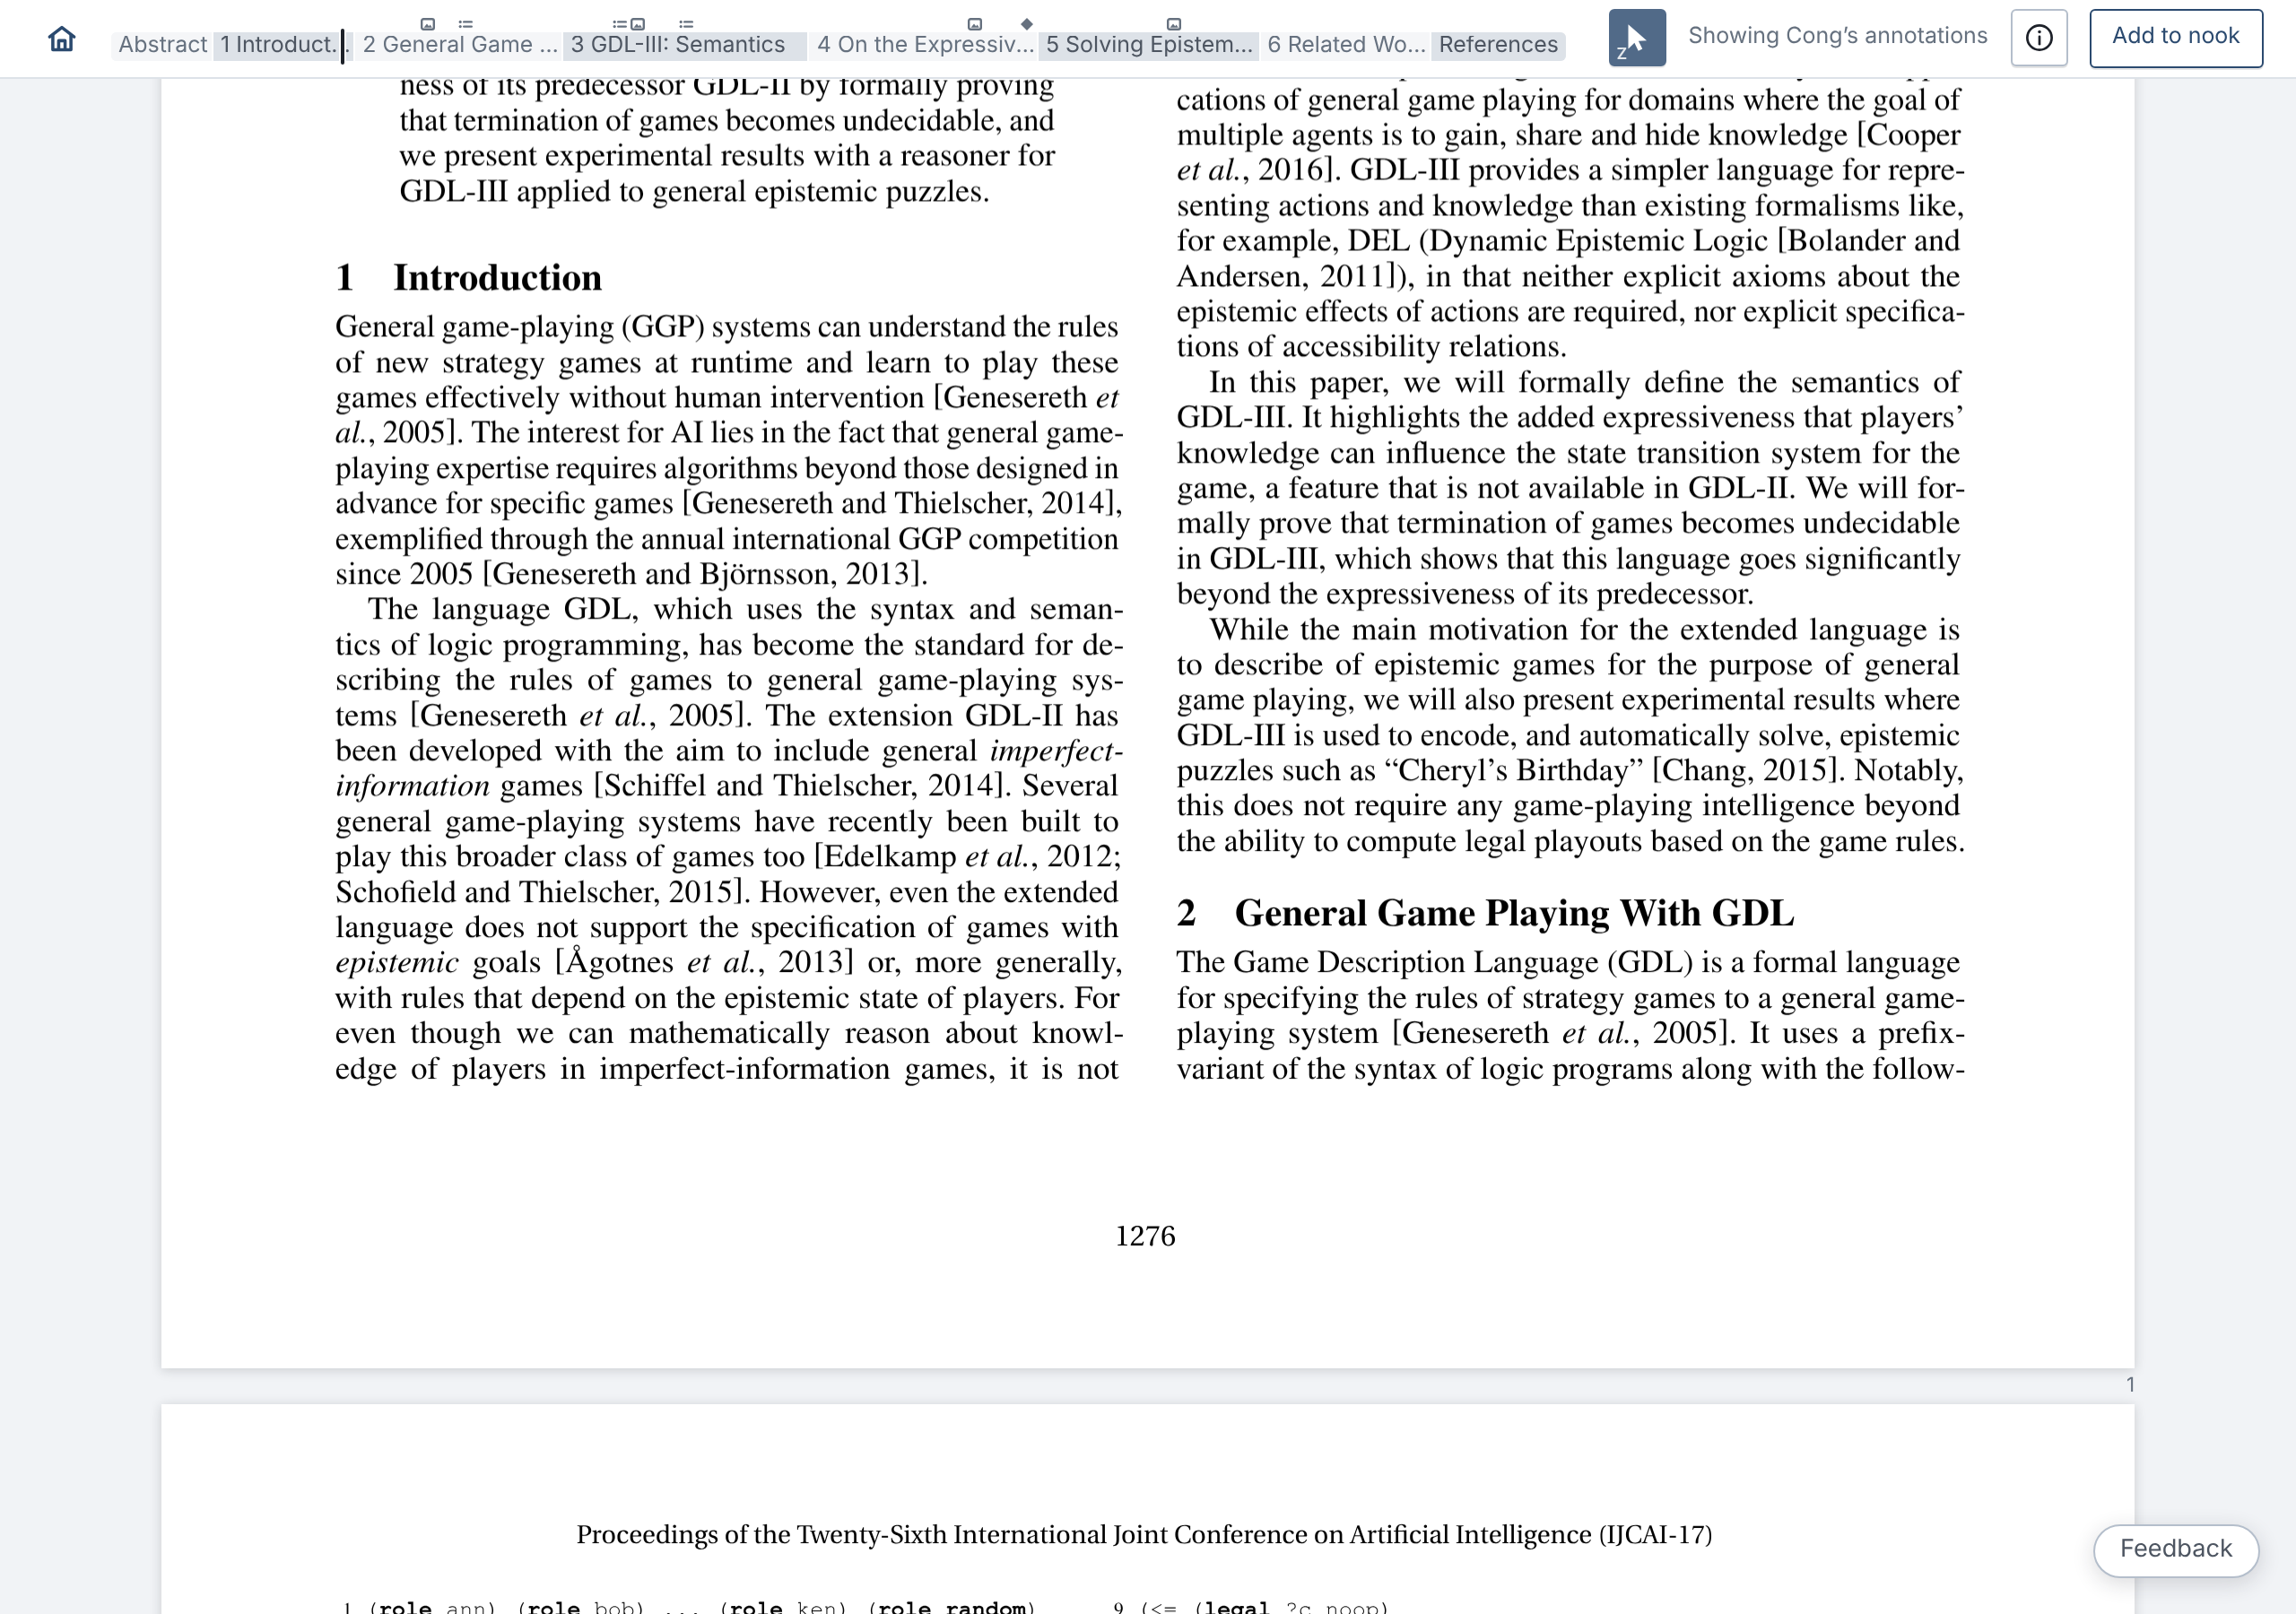 Abstract 1 Introduct... 2 General Game ... 3 GDL-III: Semantics 4 On the Expressiv... 5 Solving Epistem... 6 Related Wo... References
z
Showing Cong’s annotations
Add to nook
ness of its predecessor GDL-II by formally proving
that termination of games becomes undecidable, and
we present experimental results with a reasoner for
GDL-III applied to general epistemic puzzles.
1 Introduction
General game-playing (GGP) systems can understand the rules
of new strategy games at runtime and learn to play these
games effectively without human intervention [Genesereth et
al., 2005]. The interest for AI lies in the fact that general game-
playing expertise requires algorithms beyond those designed in
advance for specific games [Genesereth and Thielscher, 2014],
exemplified through the annual international GGP competition
since 2005 [Genesereth and Björnsson, 2013].
The language GDL, which uses the syntax and seman-
tics of logic programming, has become the standard for de-
scribing the rules of games to general game-playing sys-
tems [Genesereth et al., 2005]. The extension GDL-II has
been developed with the aim to include general imperfect-
information games [Schiffel and Thielscher, 2014]. Several
general game-playing systems have recently been built to
play this broader class of games too [Edelkamp et al., 2012;
Schofield and Thielscher, 2015]. However, even the extended
language does not support the specification of games with
epistemic goals [Ågotnes et al., 2013] or, more generally,
with rules that depend on the epistemic state of players. For
even though we can mathematically reason about knowl-
edge of players in imperfect-information games, it is not
cations of general game playing for domains where the goal of
multiple agents is to gain, share and hide knowledge [Cooper
et al., 2016]. GDL-III provides a simpler language for repre-
senting actions and knowledge than existing formalisms like,
for example, DEL (Dynamic Epistemic Logic [Bolander and
Andersen, 2011]), in that neither explicit axioms about the
epistemic effects of actions are required, nor explicit specifica-
tions of accessibility relations.
In this paper, we will formally define the semantics of
GDL-III. It highlights the added expressiveness that players’
knowledge can influence the state transition system for the
game, a feature that is not available in GDL-II. We will for-
mally prove that termination of games becomes undecidable
in GDL-III, which shows that this language goes significantly
beyond the expressiveness of its predecessor.
While the main motivation for the extended language is
to describe of epistemic games for the purpose of general
game playing, we will also present experimental results where
GDL-III is used to encode, and automatically solve, epistemic
puzzles such as “Cheryl’s Birthday” [Chang, 2015]. Notably,
this does not require any game-playing intelligence beyond
the ability to compute legal playouts based on the game rules.
2 General Game Playing With GDL
The Game Description Language (GDL) is a formal language
for specifying the rules of strategy games to a general game-
playing system [Genesereth et al., 2005]. It uses a prefix-
variant of the syntax of logic programs along with the follow-
1276
1
Proceedings of the Twenty-Sixth International Joint Conference on Artificial Intelligence (IJCAI-17)
1 (role ann) (role bob) ... (role ken) (role random)
9 (<= (legal ?c noop)
Feedback